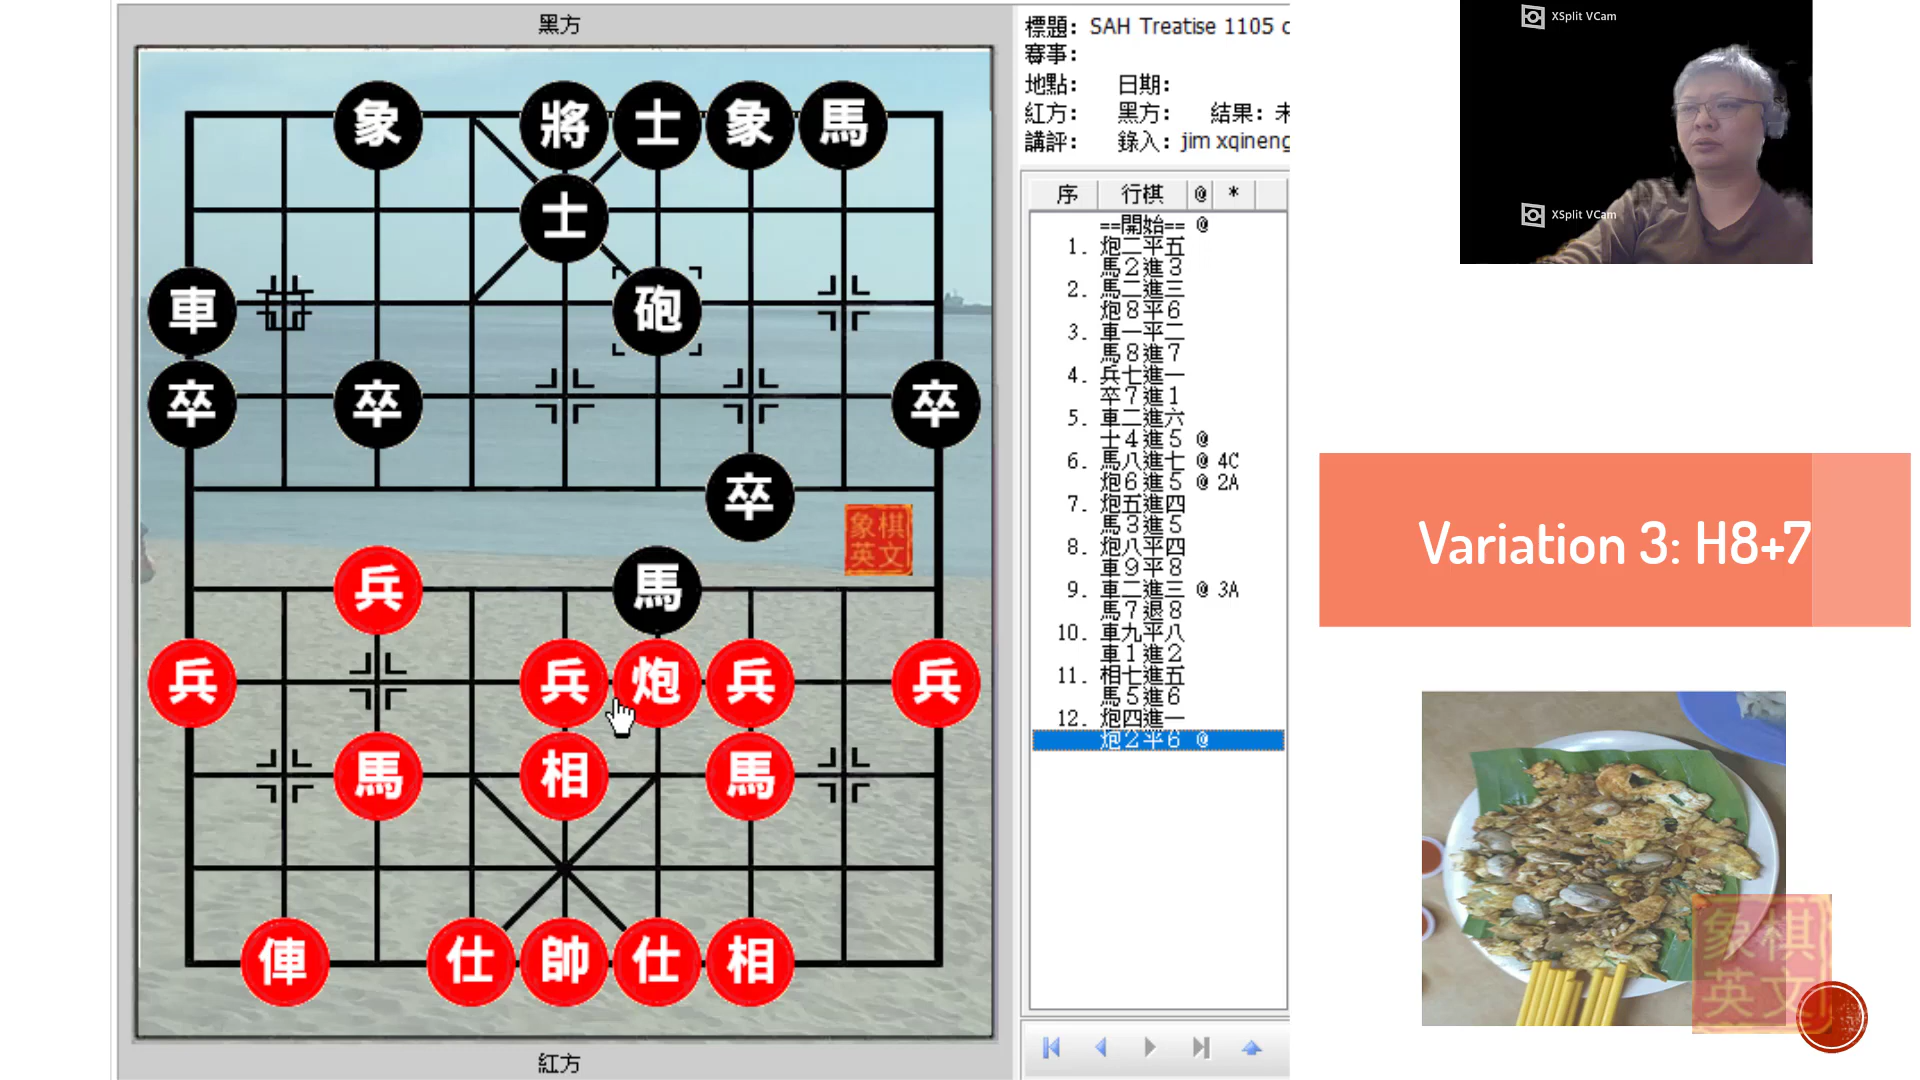 黑方
象 將 士 象 馬
士
車 砲
卒 卒 卒
卒
象棋
英文
兵 馬
兵 兵 炮 兵 兵
馬 相 馬
俥 仕 帥 仕 相
紅方
標題: SAH Treatise 1105 c
賽事:
地點: 日期:
紅方: 黑方: 結果: 未
講評: 錄入: jim xqineng
序 行棋 @ *
==開始== @
1. 炮二平五
馬2進3
2. 馬二進三
炮8平6
3. 車一平二
馬8進7
4. 兵七進一
卒7進1
5. 車二進六
士4進5 @
6. 馬八進七 @ 4C
炮6進5 @ 2A
7. 炮五進四
馬3進5
8. 炮八平四
車9平8
9. 車二進三 @ 3A
馬7退8
10. 車九平八
車1進2
11. 相七進五
馬5進6
12. 炮四進一
炮2平6 @
XSplit VCam
XSplit VCam
Variation 3: H8+7
象棋
英文